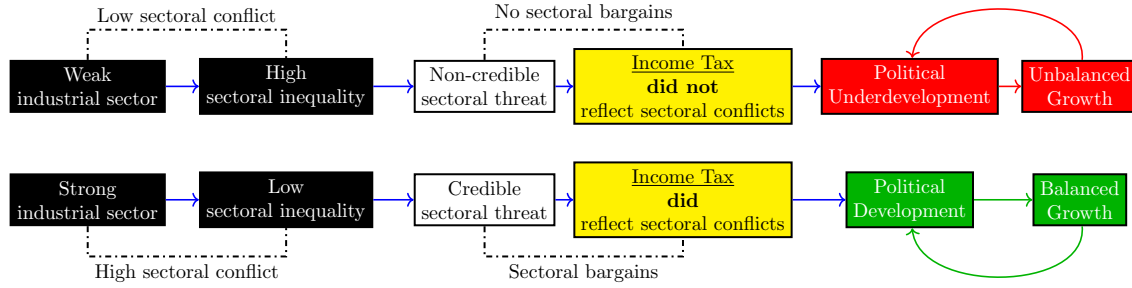 Low sectoral conflict
No sectoral bargains
Weak
industrial sector
High
sectoral inequality
Non-credible
sectoral threat
Income Tax
did not
reflect sectoral conflicts
Political
Underdevelopment
Unbalanced
Growth
Strong
industrial sector
Low
sectoral inequality
Credible
sectoral threat
Income Tax
did
reflect sectoral conflicts
Political
Development
Balanced
Growth
High sectoral conflict
Sectoral bargains